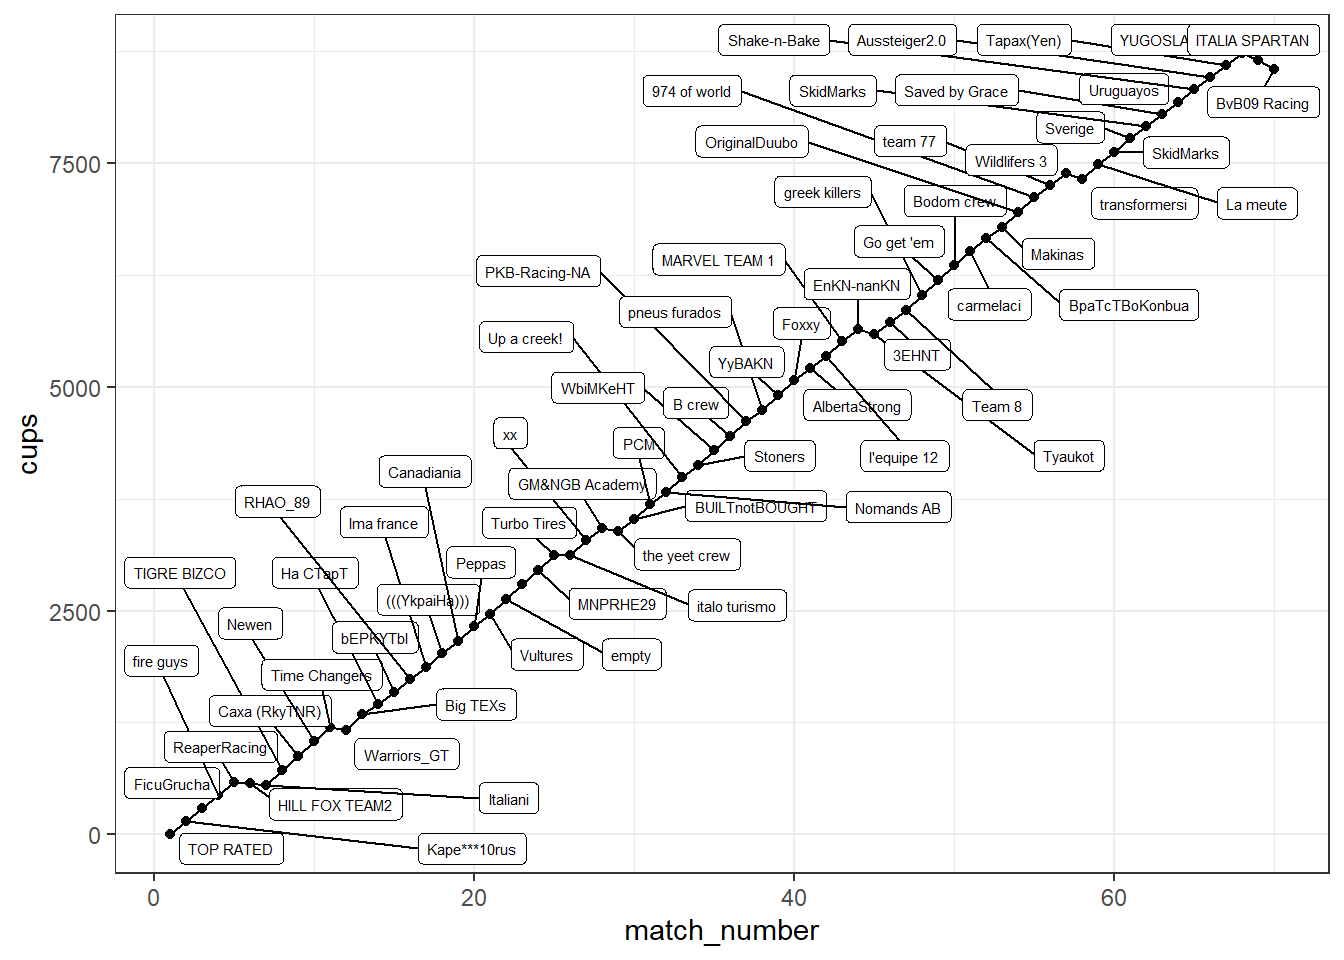 Shake-n-Bake
Aussteiger2.0
Tapax(Yen)
YUGOSLA
ITALIA SPARTAN
974 of world
SkidMarks
Saved by Grace
Uruguayos
BvB09 Racing
OriginalDuubo
team 77
Sverige
SkidMarks
Wildlifers 3
7500
greek killers
Bodom crew
transformersi
La meute
Go get 'em
Makinas
MARVEL TEAM 1
PKB-Racing-NA
EnKN-nanKN
carmelaci
BpaTcTBoKonbua
pneus furados
Foxxy
Up a creek!
3EHNT
YyBAKN
5000
WbiMKeHT
B crew
AlbertaStrong
Team 8
xx
PCM
Stoners
l'equipe 12
Tyaukot
cups
Canadiania
GM&NGB Academy
RHAO_89
BUILTnotBOUGHT
Nomands AB
Ima france
Turbo Tires
the yeet crew
Peppas
TIGRE BIZCO
Ha CTapT
(((YkpaiHa)))
MNPRHE29
italo turismo
2500
Newen
bEPKYTbl
Vultures
empty
fire guys
Time Changers
Caxa (RkyTNR)
Big TEXs
ReaperRacing
Warriors_GT
FicuGrucha
HILL FOX TEAM2
Italiani
0
TOP RATED
Kape***10rus
0
20
40
60
match_number